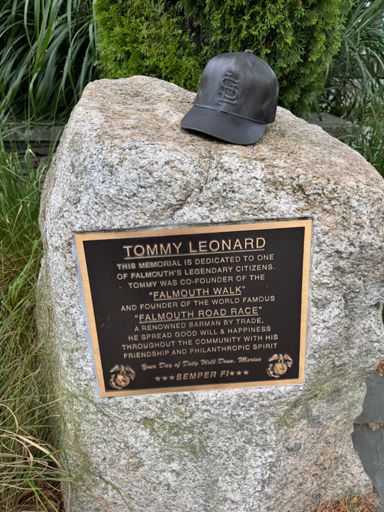 TOMMY LEONARD
THIS MEMORIAL IS DEDICATED TO ONE
OF FALMOUTH'S LEGENDARY CITIZENS.
TOMMY WAS CO-FOUNDER OF THE
"FALMOUTH WALK"
AND FOUNDER OF THE WORLD FAMOUS
"FALMOUTH ROAD RACE"
A RENOWNED BARMAN BY TRADE,
HE SPREAD GOOD WILL & HAPPINESS
THROUGHOUT THE COMMUNITY WITH HIS
FRIENDSHIP AND PHILANTHROPIC SPIRIT
Your Day of Duty Well Done, Marine
★★★SEMPER FI★★★